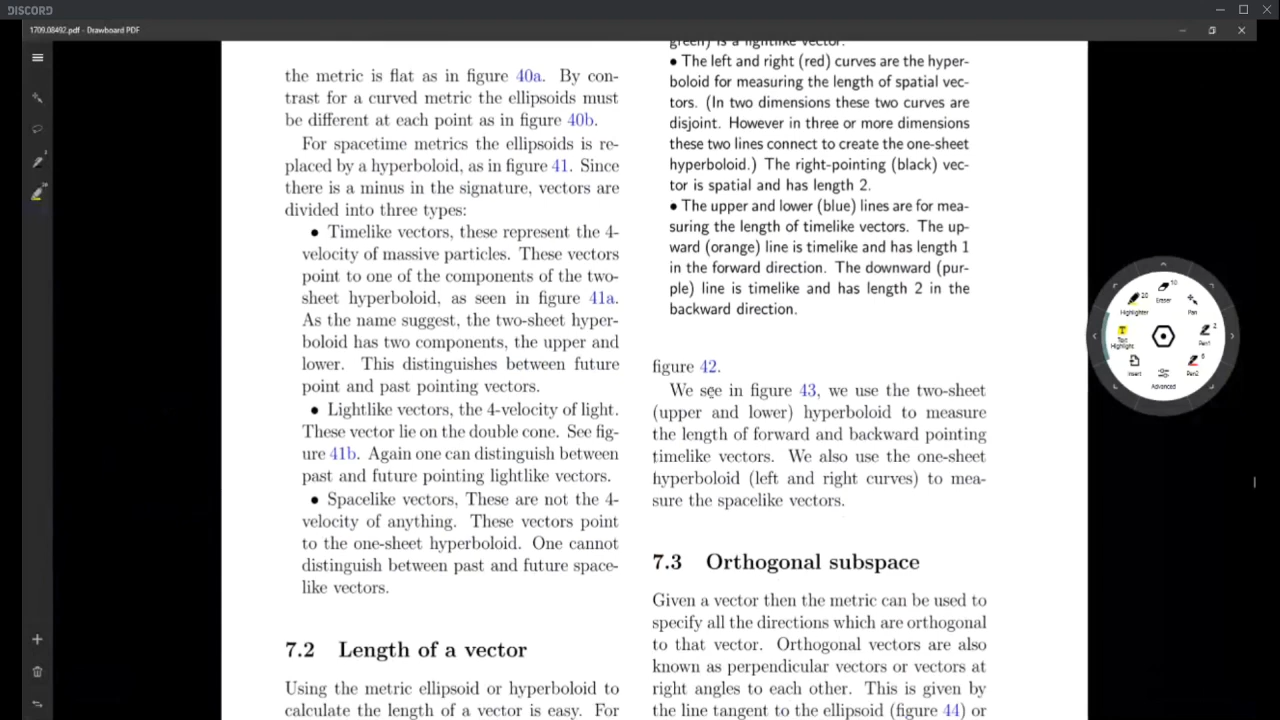 DISCORD
1709.08492.pdf - Drawboard PDF
the metric is flat as in figure 40a. By con-
trast for a curved metric the ellipsoids must
be different at each point as in figure 40b.
For spacetime metrics the ellipsoids is re-
placed by a hyperboloid, as in figure 41. Since
there is a minus in the signature, vectors are
divided into three types:
• Timelike vectors, these represent the 4-
velocity of massive particles. These vectors
point to one of the components of the two-
sheet hyperboloid, as seen in figure 41a.
As the name suggest, the two-sheet hyper-
boloid has two components, the upper and
lower. This distinguishes between future
point and past pointing vectors.
• Lightlike vectors, the 4-velocity of light.
These vector lie on the double cone. See fig-
ure 41b. Again one can distinguish between
past and future pointing lightlike vectors.
• Spacelike vectors, These are not the 4-
velocity of anything. These vectors point
to the one-sheet hyperboloid. One cannot
distinguish between past and future space-
like vectors.
7.2 Length of a vector
Using the metric ellipsoid or hyperboloid to
calculate the length of a vector is easy. For
green) is a lightlike vector.
• The left and right (red) curves are the hyper-
boloid for measuring the length of spatial vec-
tors. (In two dimensions these two curves are
disjoint. However in three or more dimensions
these two lines connect to create the one-sheet
hyperboloid.) The right-pointing (black) vec-
tor is spatial and has length 2.
• The upper and lower (blue) lines are for mea-
suring the length of timelike vectors. The up-
ward (orange) line is timelike and has length 1
in the forward direction. The downward (pur-
ple) line is timelike and has length 2 in the
backward direction.
figure 42.
We see in figure 43, we use the two-sheet
(upper and lower) hyperboloid to measure
the length of forward and backward pointing
timelike vectors. We also use the one-sheet
hyperboloid (left and right curves) to mea-
sure the spacelike vectors.
7.3 Orthogonal subspace
Given a vector then the metric can be used to
specify all the directions which are orthogonal
to that vector. Orthogonal vectors are also
known as perpendicular vectors or vectors at
right angles to each other. This is given by
the line tangent to the ellipsoid (figure 44) or
Highlighter
Eraser
Pan
Text
Highlight
Pen1
Insert
Pen2
Advanced